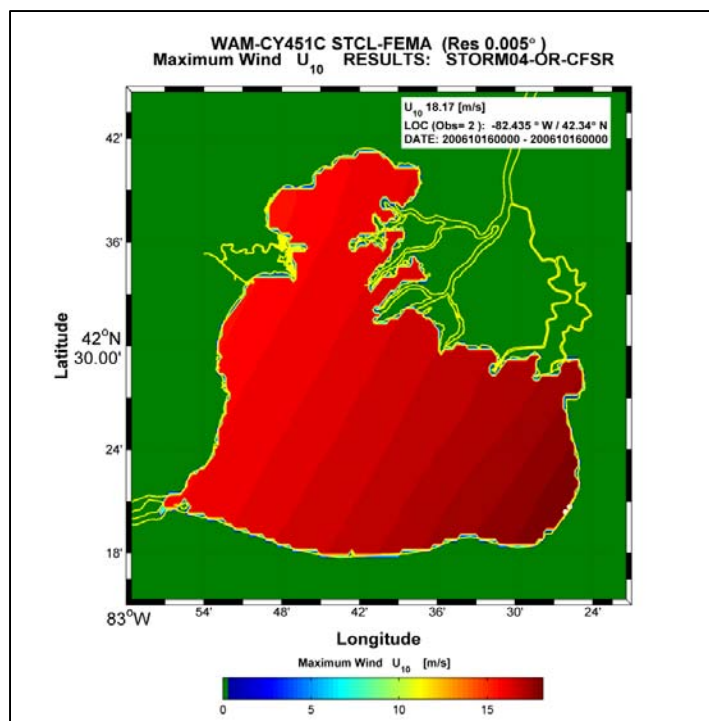 WAM-CY451C STCL-FEMA (Res 0.005° )
Maximum Wind U10 RESULTS: STORM04-OR-CFSR
U10 18.17 [m/s]
LOC (Obs= 2 ): -82.435 ° W / 42.34° N
DATE: 200610160000 - 200610160000
42'
36'
42°N
30.00'
24'
18'
Latitude
83°W
54' 48' 42' 36' 30' 24'
Longitude
Maximum Wind U10 [m/s]
0 5 10 15